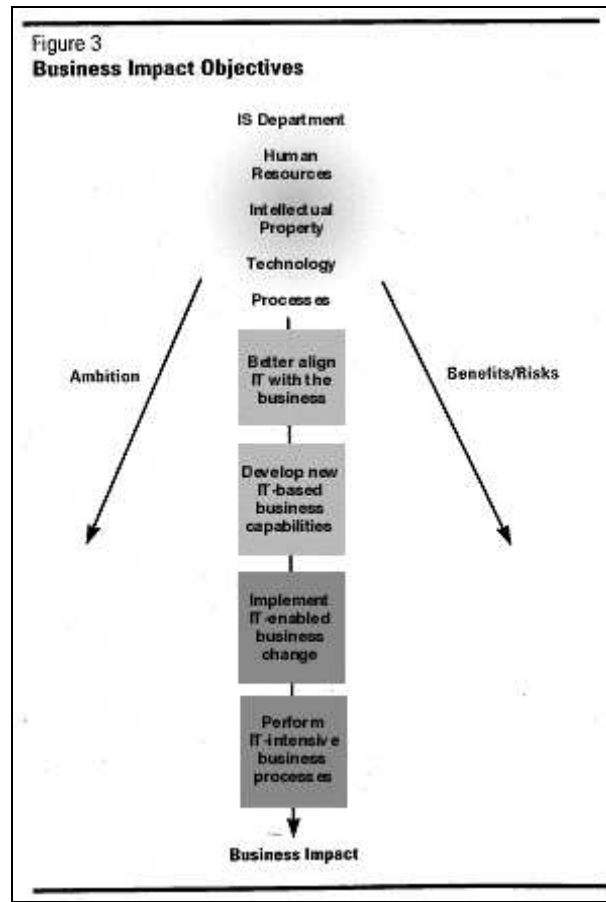 Figure 3
Business Impact Objectives
IS Department
Human
Resources
Intellectual
Property
Technology
Processes
Ambition
Benefits/Risks
Better align
IT with the
business
Develop new
IT-based
business
capabilities
Implement
IT-enabled
business
change
Perform
IT-intensive
business
processes
Business Impact